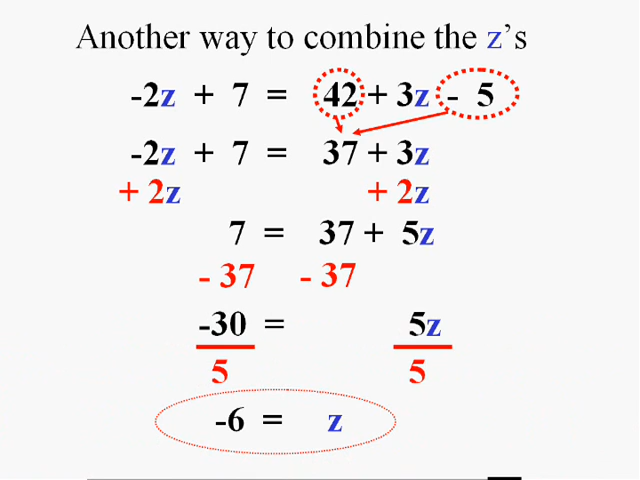 Another way to combine the z's
-2z + 7 = 42 + 3z - 5
-2z + 7 = 37 + 3z
+ 2z + 2z
7 = 37 + 5z
- 37 - 37
-30 = 5z
5 5
-6 = z